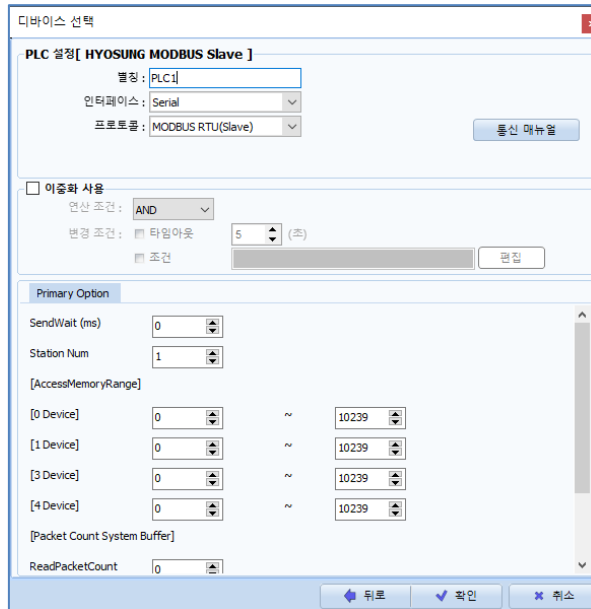 디바이스 선택
PLC 설정[ HYOSUNG MODBUS Slave ]
별칭 : PLC1
인터페이스 : Serial
프로토콜 : MODBUS RTU(Slave)
통신 매뉴얼
이중화 사용
연산 조건 : AND
변경 조건 : 타임아웃 5 (초)
조건 편집
Primary Option
SendWait (ms) 0
Station Num 1
[AccessMemoryRange]
[0 Device] 0 ~ 10239
[1 Device] 0 ~ 10239
[3 Device] 0 ~ 10239
[4 Device] 0 ~ 10239
[Packet Count System Buffer]
ReadPacketCount 0
뒤로 확인 취소